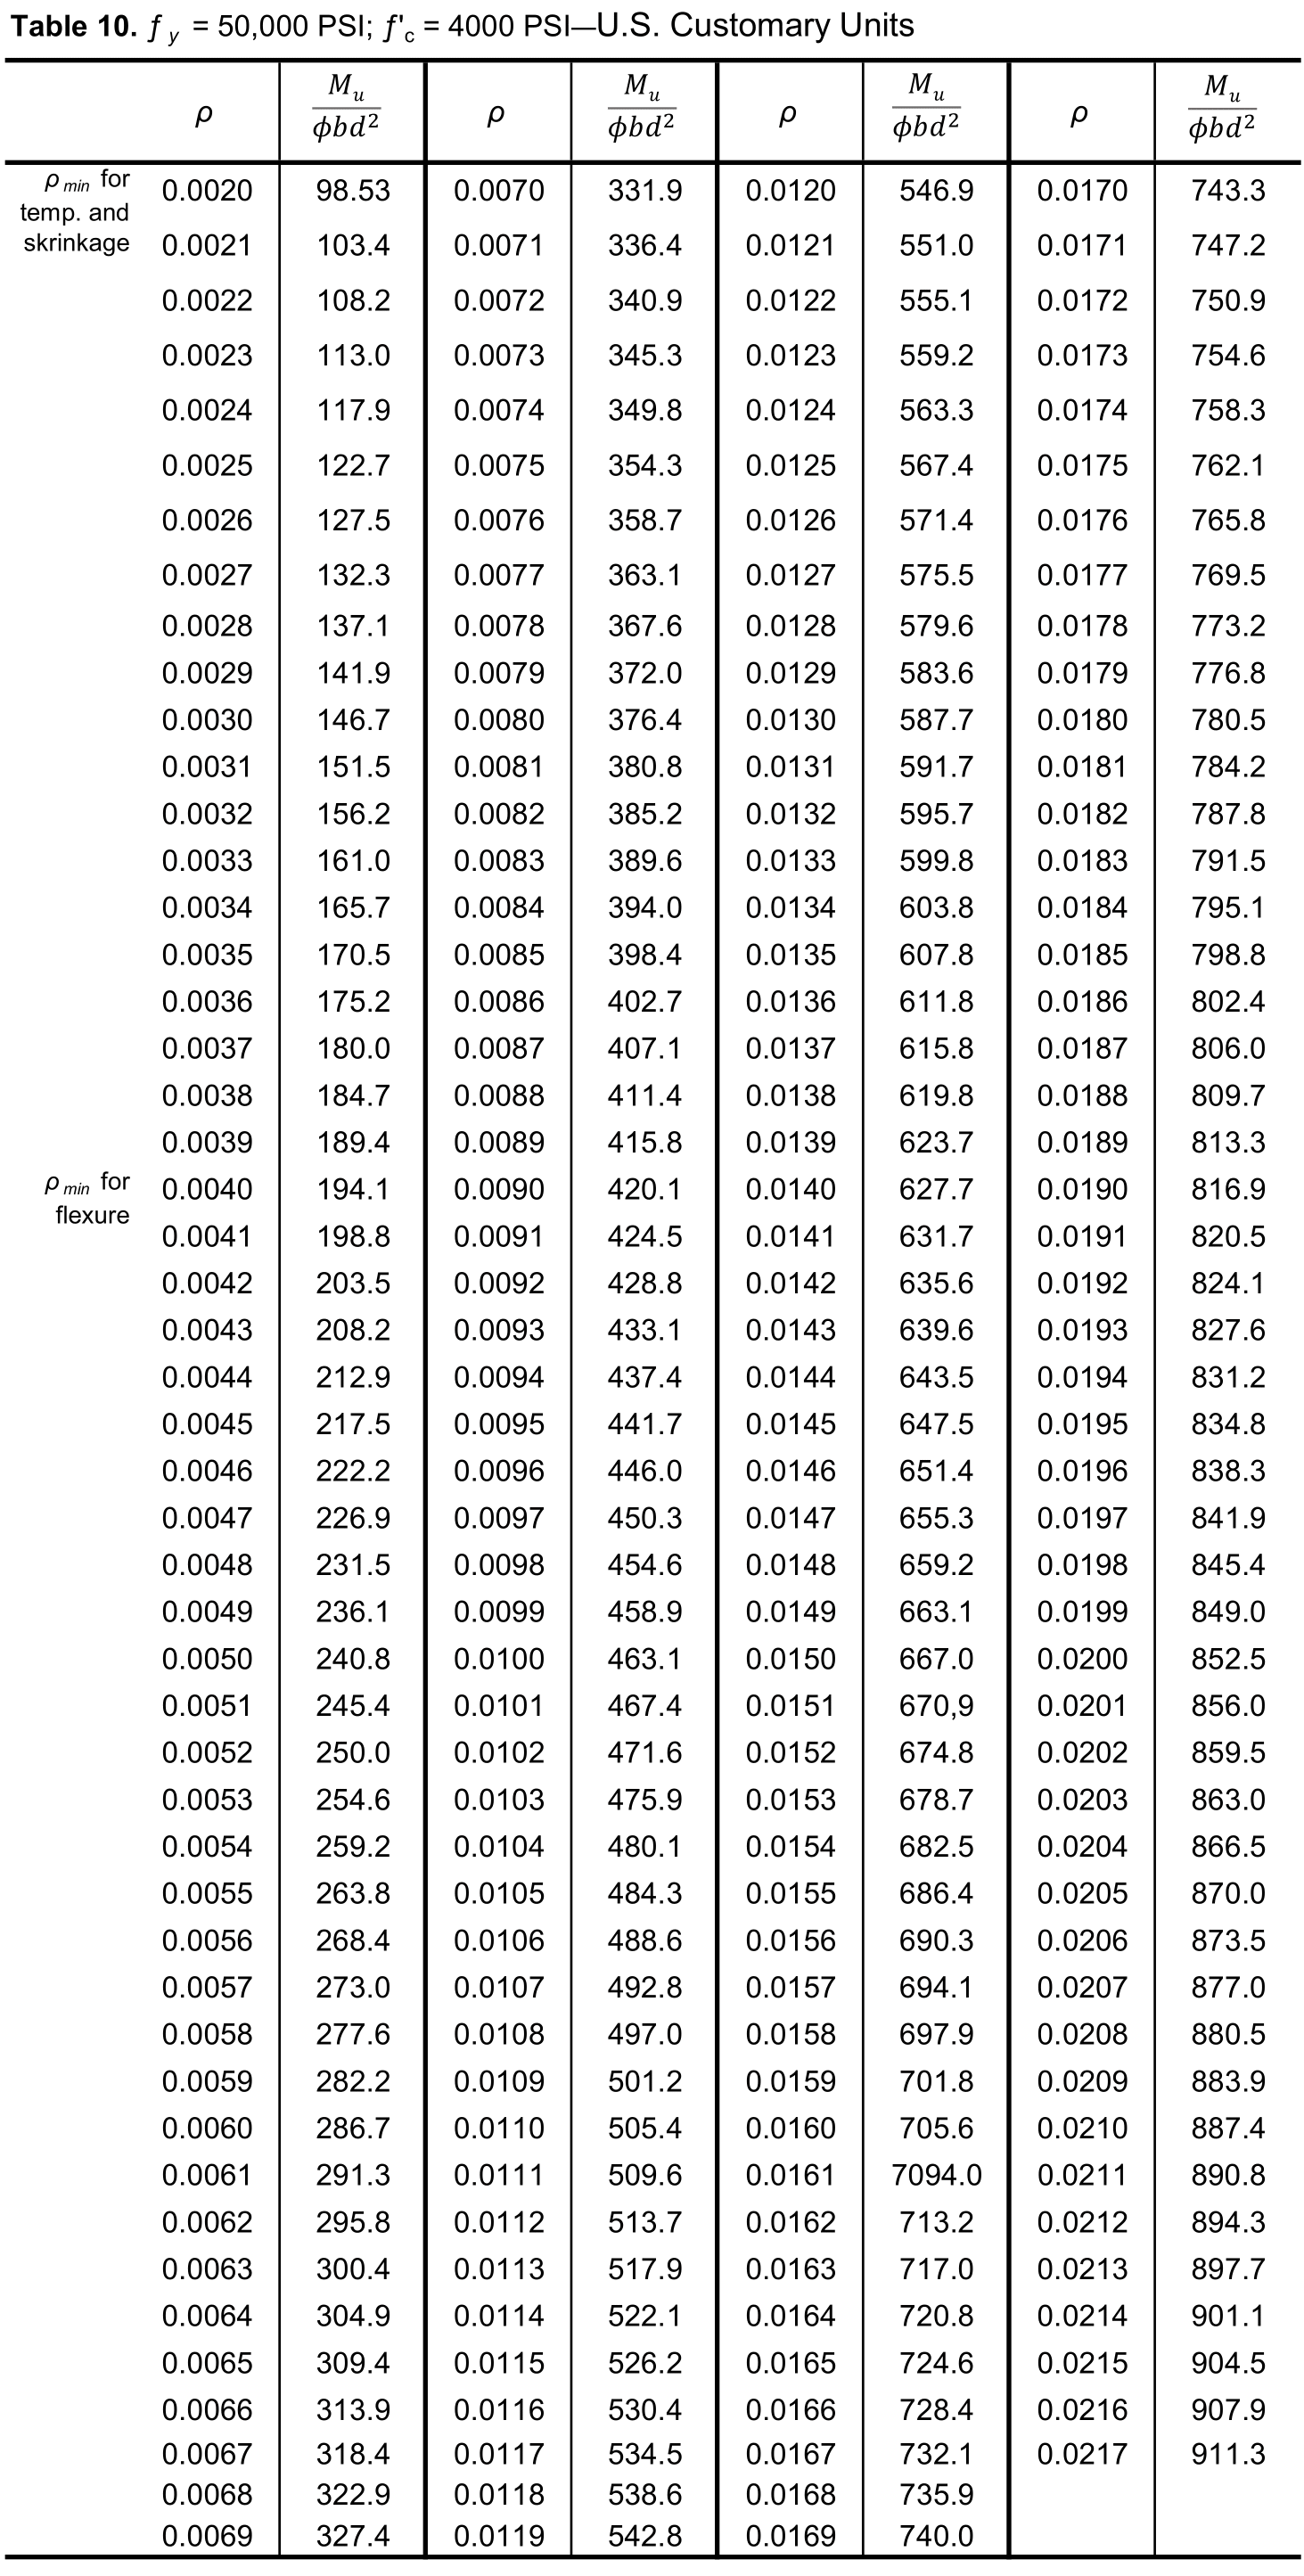 Table 10. ƒ y = 50,000 PSI; ƒ'c = 4000 PSI—U.S. Customary Units
ρ Mu/ϕbd² ρ Mu/ϕbd² ρ Mu/ϕbd² ρ Mu/ϕbd²
ρ min for 0.0020 98.53 0.0070 331.9 0.0120 546.9 0.0170 743.3
temp. and
skrinkage 0.0021 103.4 0.0071 336.4 0.0121 551.0 0.0171 747.2
0.0022 108.2 0.0072 340.9 0.0122 555.1 0.0172 750.9
0.0023 113.0 0.0073 345.3 0.0123 559.2 0.0173 754.6
0.0024 117.9 0.0074 349.8 0.0124 563.3 0.0174 758.3
0.0025 122.7 0.0075 354.3 0.0125 567.4 0.0175 762.1
0.0026 127.5 0.0076 358.7 0.0126 571.4 0.0176 765.8
0.0027 132.3 0.0077 363.1 0.0127 575.5 0.0177 769.5
0.0028 137.1 0.0078 367.6 0.0128 579.6 0.0178 773.2
0.0029 141.9 0.0079 372.0 0.0129 583.6 0.0179 776.8
0.0030 146.7 0.0080 376.4 0.0130 587.7 0.0180 780.5
0.0031 151.5 0.0081 380.8 0.0131 591.7 0.0181 784.2
0.0032 156.2 0.0082 385.2 0.0132 595.7 0.0182 787.8
0.0033 161.0 0.0083 389.6 0.0133 599.8 0.0183 791.5
0.0034 165.7 0.0084 394.0 0.0134 603.8 0.0184 795.1
0.0035 170.5 0.0085 398.4 0.0135 607.8 0.0185 798.8
0.0036 175.2 0.0086 402.7 0.0136 611.8 0.0186 802.4
0.0037 180.0 0.0087 407.1 0.0137 615.8 0.0187 806.0
0.0038 184.7 0.0088 411.4 0.0138 619.8 0.0188 809.7
0.0039 189.4 0.0089 415.8 0.0139 623.7 0.0189 813.3
ρ min for 0.0040 194.1 0.0090 420.1 0.0140 627.7 0.0190 816.9
flexure 0.0041 198.8 0.0091 424.5 0.0141 631.7 0.0191 820.5
0.0042 203.5 0.0092 428.8 0.0142 635.6 0.0192 824.1
0.0043 208.2 0.0093 433.1 0.0143 639.6 0.0193 827.6
0.0044 212.9 0.0094 437.4 0.0144 643.5 0.0194 831.2
0.0045 217.5 0.0095 441.7 0.0145 647.5 0.0195 834.8
0.0046 222.2 0.0096 446.0 0.0146 651.4 0.0196 838.3
0.0047 226.9 0.0097 450.3 0.0147 655.3 0.0197 841.9
0.0048 231.5 0.0098 454.6 0.0148 659.2 0.0198 845.4
0.0049 236.1 0.0099 458.9 0.0149 663.1 0.0199 849.0
0.0050 240.8 0.0100 463.1 0.0150 667.0 0.0200 852.5
0.0051 245.4 0.0101 467.4 0.0151 670,9 0.0201 856.0
0.0052 250.0 0.0102 471.6 0.0152 674.8 0.0202 859.5
0.0053 254.6 0.0103 475.9 0.0153 678.7 0.0203 863.0
0.0054 259.2 0.0104 480.1 0.0154 682.5 0.0204 866.5
0.0055 263.8 0.0105 484.3 0.0155 686.4 0.0205 870.0
0.0056 268.4 0.0106 488.6 0.0156 690.3 0.0206 873.5
0.0057 273.0 0.0107 492.8 0.0157 694.1 0.0207 877.0
0.0058 277.6 0.0108 497.0 0.0158 697.9 0.0208 880.5
0.0059 282.2 0.0109 501.2 0.0159 701.8 0.0209 883.9
0.0060 286.7 0.0110 505.4 0.0160 705.6 0.0210 887.4
0.0061 291.3 0.0111 509.6 0.0161 7094.0 0.0211 890.8
0.0062 295.8 0.0112 513.7 0.0162 713.2 0.0212 894.3
0.0063 300.4 0.0113 517.9 0.0163 717.0 0.0213 897.7
0.0064 304.9 0.0114 522.1 0.0164 720.8 0.0214 901.1
0.0065 309.4 0.0115 526.2 0.0165 724.6 0.0215 904.5
0.0066 313.9 0.0116 530.4 0.0166 728.4 0.0216 907.9
0.0067 318.4 0.0117 534.5 0.0167 732.1 0.0217 911.3
0.0068 322.9 0.0118 538.6 0.0168 735.9
0.0069 327.4 0.0119 542.8 0.0169 740.0